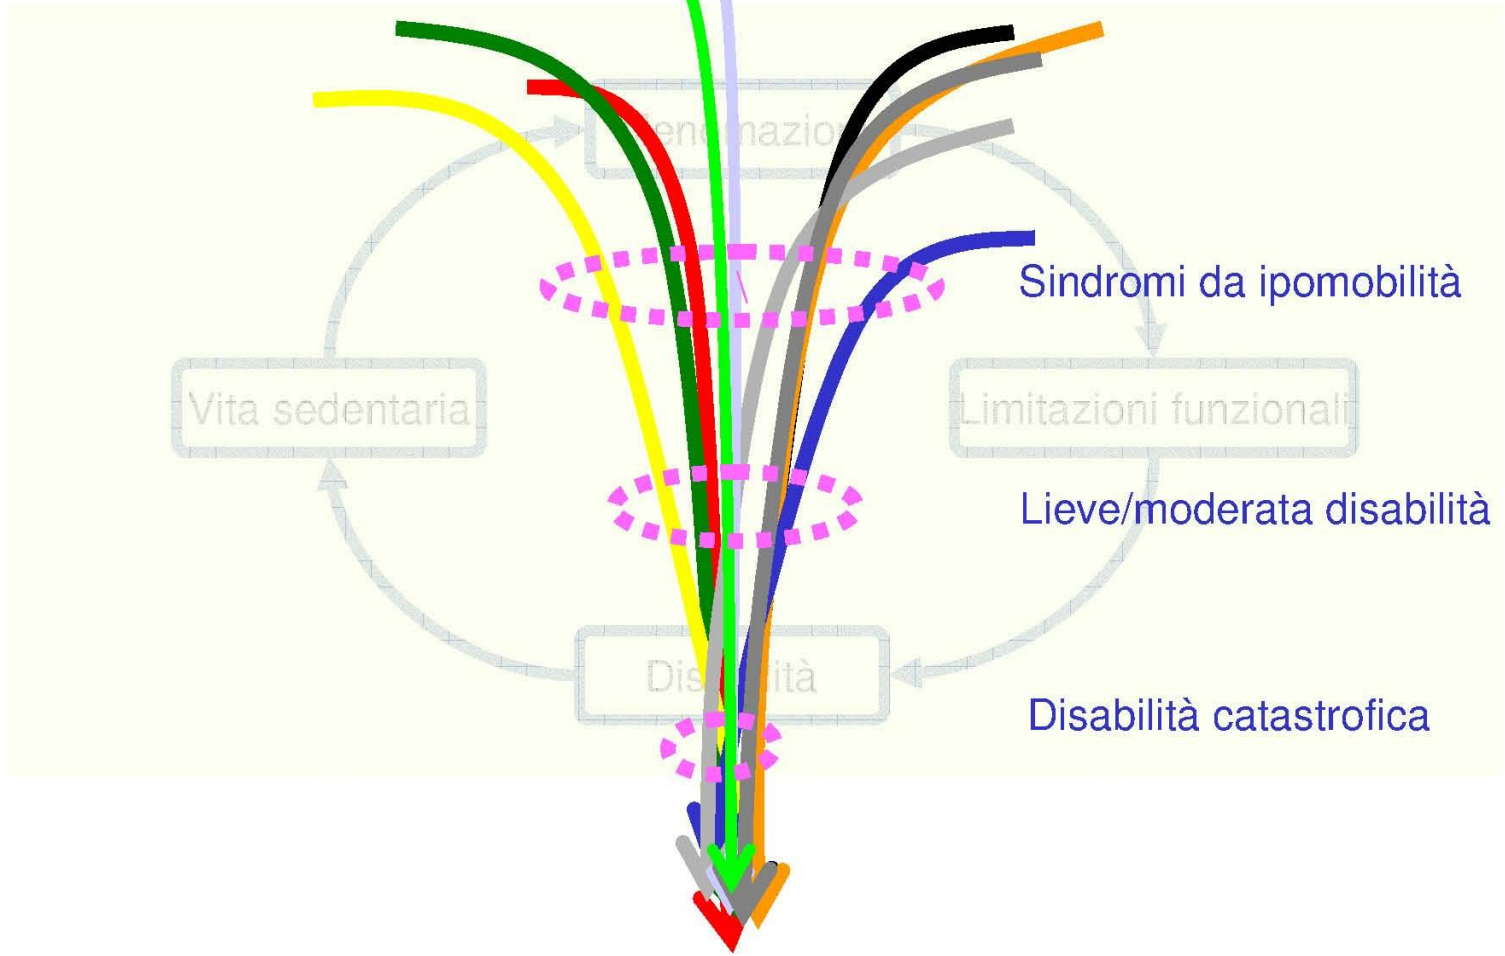 Sindromi da ipomobilità
Vita sedentaria
Limitazioni funzionali
Lieve/moderata disabilità
Disabilità catastrofica